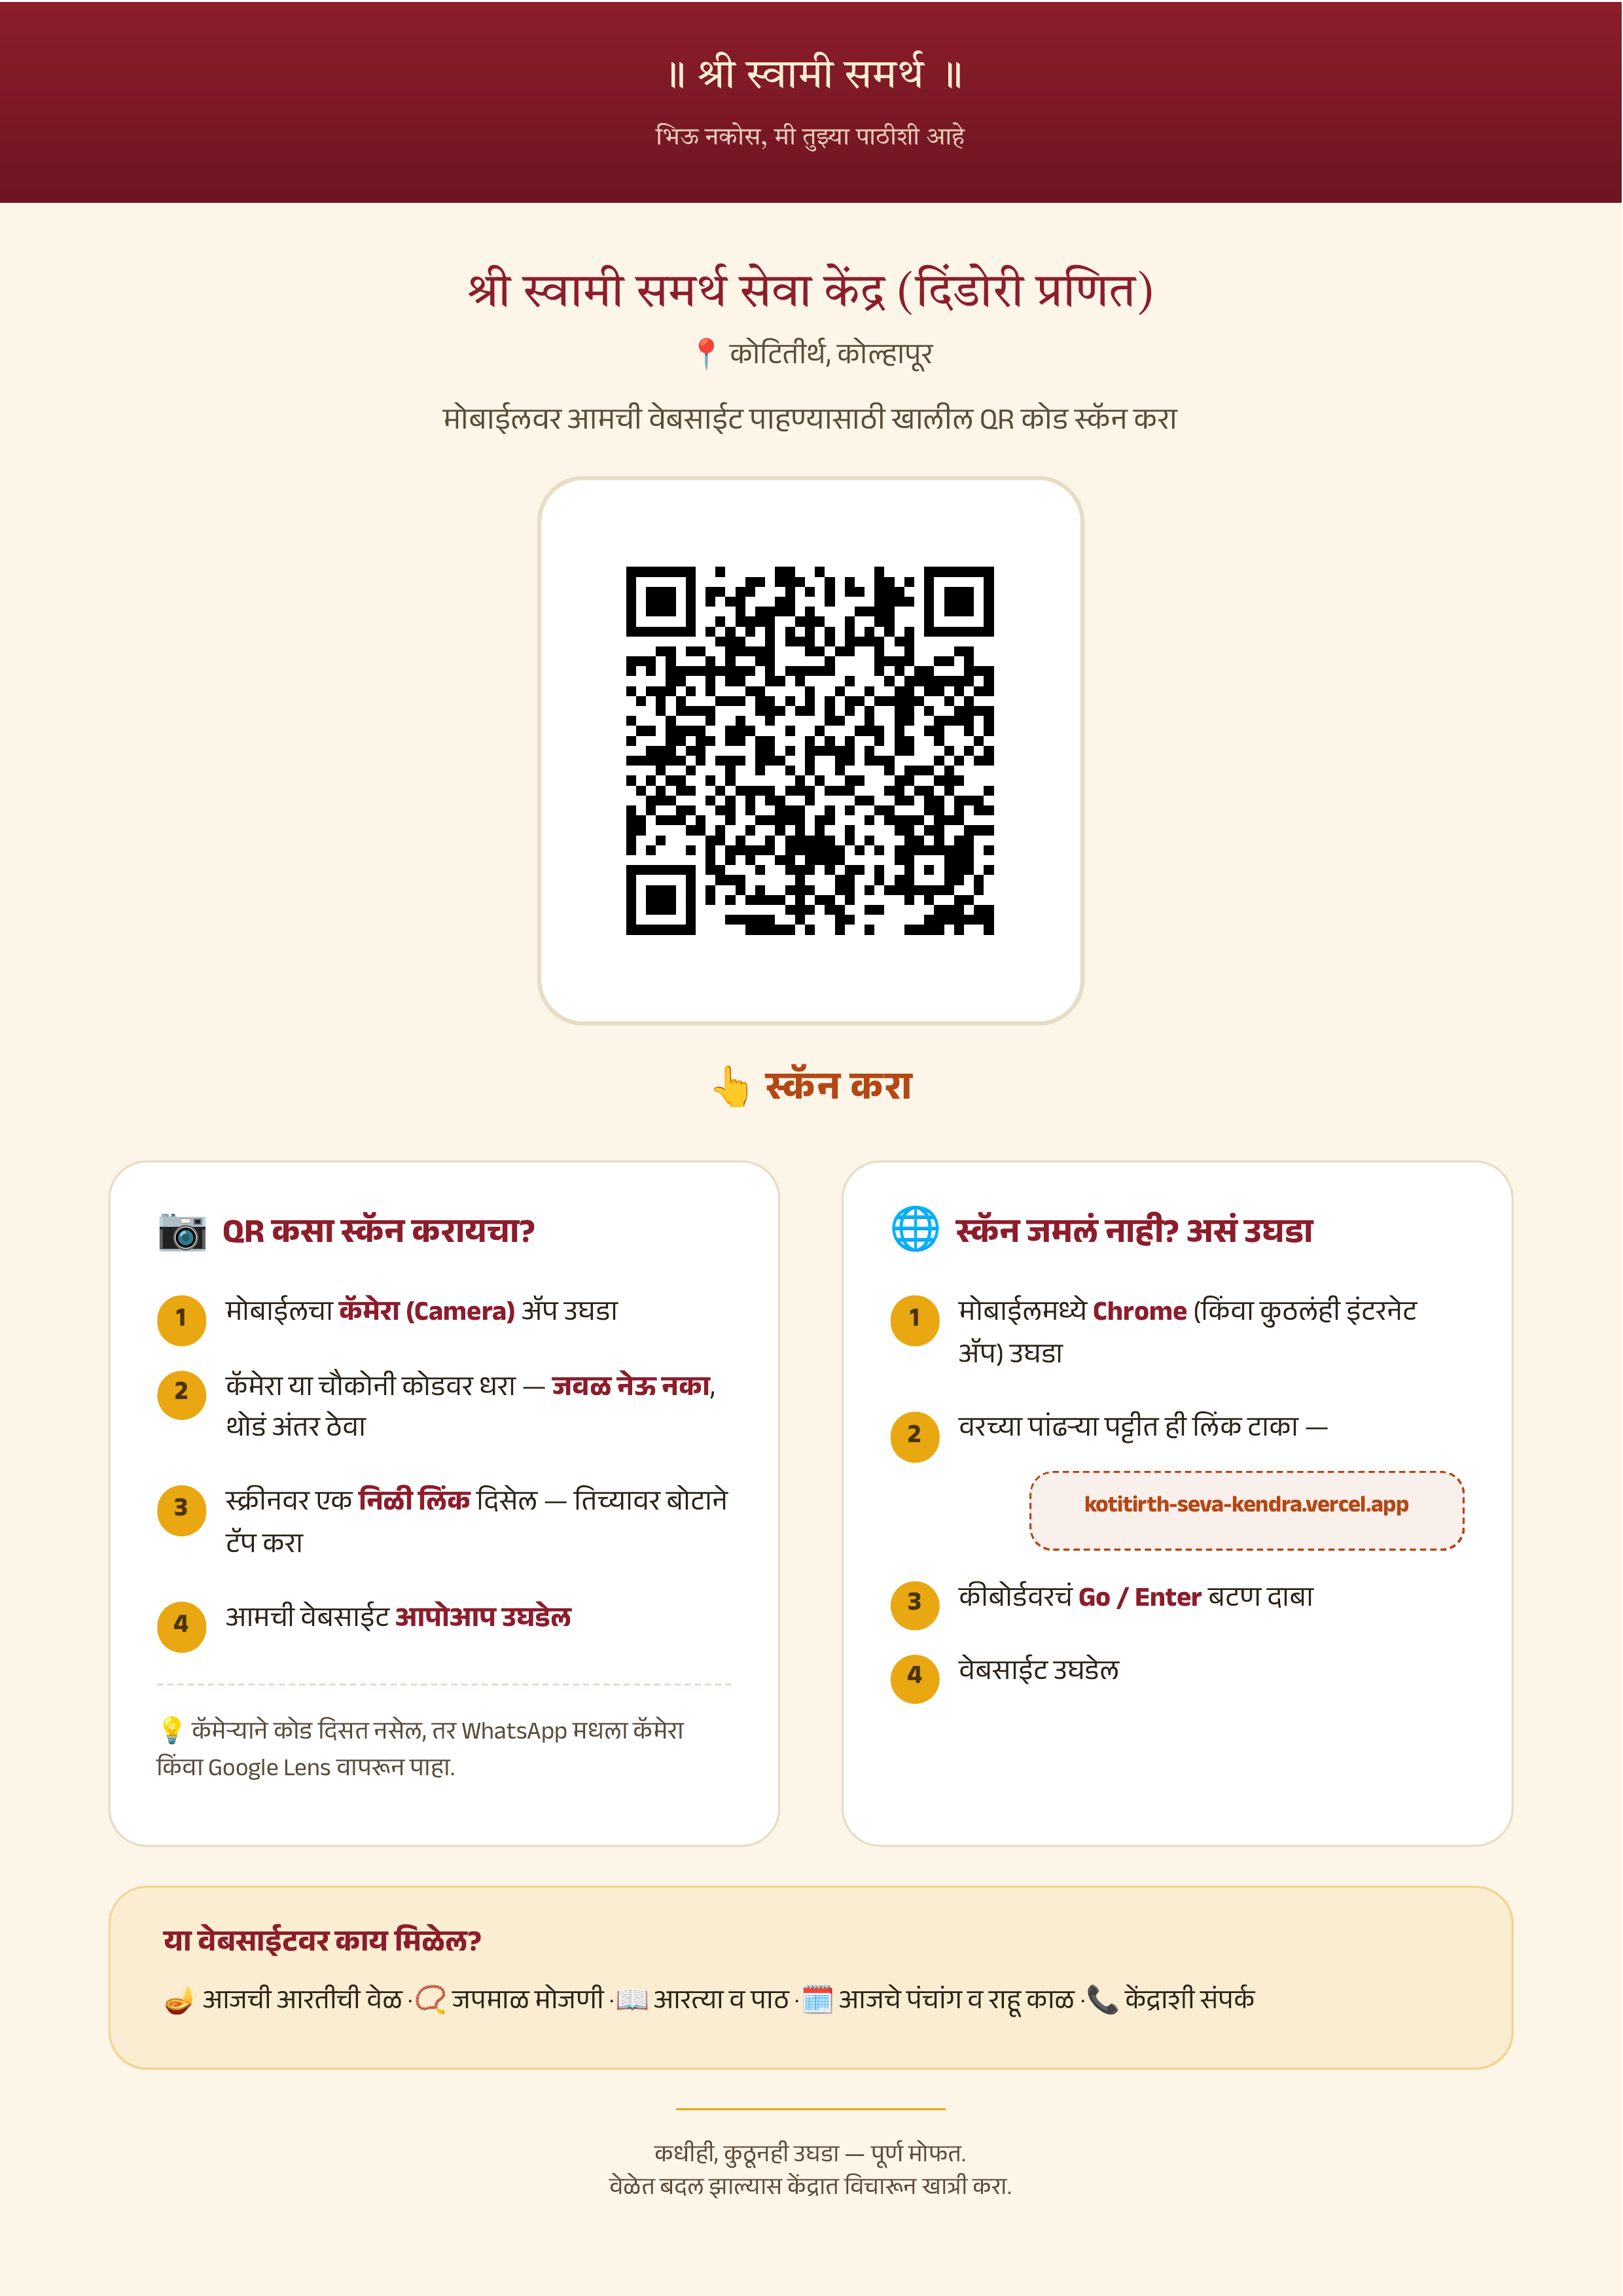 ॥ श्री स्वामी समर्थ ॥
भिऊ नकोस, मी तुझ्या पाठीशी आहे
श्री स्वामी समर्थ सेवा केंद्र (दिंडोरी प्रणित)
📍 कोटितीर्थ, कोल्हापूर
मोबाईलवर आमची वेबसाईट पाहण्यासाठी खालील QR कोड स्कॅन करा
👆 स्कॅन करा
📷 QR कसा स्कॅन करायचा?
1 मोबाईलचा कॅमेरा (Camera) ॲप उघडा
2 कॅमेरा या चौकोनी कोडवर धरा — जवळ नेऊ नका,
थोडं अंतर ठेवा
3 स्क्रीनवर एक निळी लिंक दिसेल — तिच्यावर बोटाने
टॅप करा
4 आमची वेबसाईट आपोआप उघडेल
💡 कॅमेऱ्याने कोड दिसत नसेल, तर WhatsApp मधला कॅमेरा
किंवा Google Lens वापरून पाहा.
🌐 स्कॅन जमलं नाही? असं उघडा
1 मोबाईलमध्ये Chrome (किंवा कुठलंही इंटरनेट
ॲप) उघडा
2 वरच्या पांढऱ्या पट्टीत ही लिंक टाका —
kotitirth-seva-kendra.vercel.app
3 कीबोर्डवरचं Go / Enter बटण दाबा
4 वेबसाईट उघडेल
या वेबसाईटवर काय मिळेल?
🪔 आजची आरतीची वेळ · 📿 जपमाळ मोजणी · 📖 आरत्या व पाठ · 🗓️ आजचे पंचांग व राहू काळ · 📞 केंद्राशी संपर्क
कधीही, कुठूनही उघडा — पूर्ण मोफत.
वेळेत बदल झाल्यास केंद्रात विचारून खात्री करा.